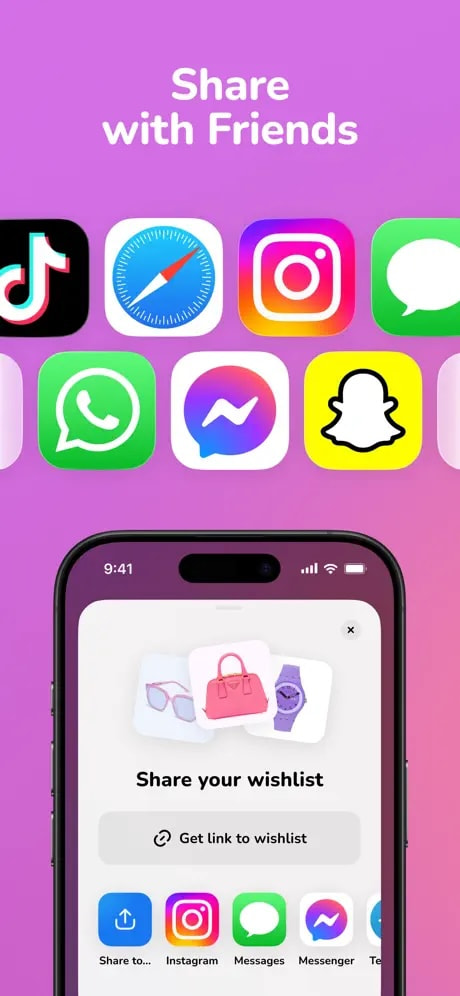 Share
with Friends
9:41
Share your wishlist
Get link to wishlist
Share to...
Instagram
Messages
Messenger
Te